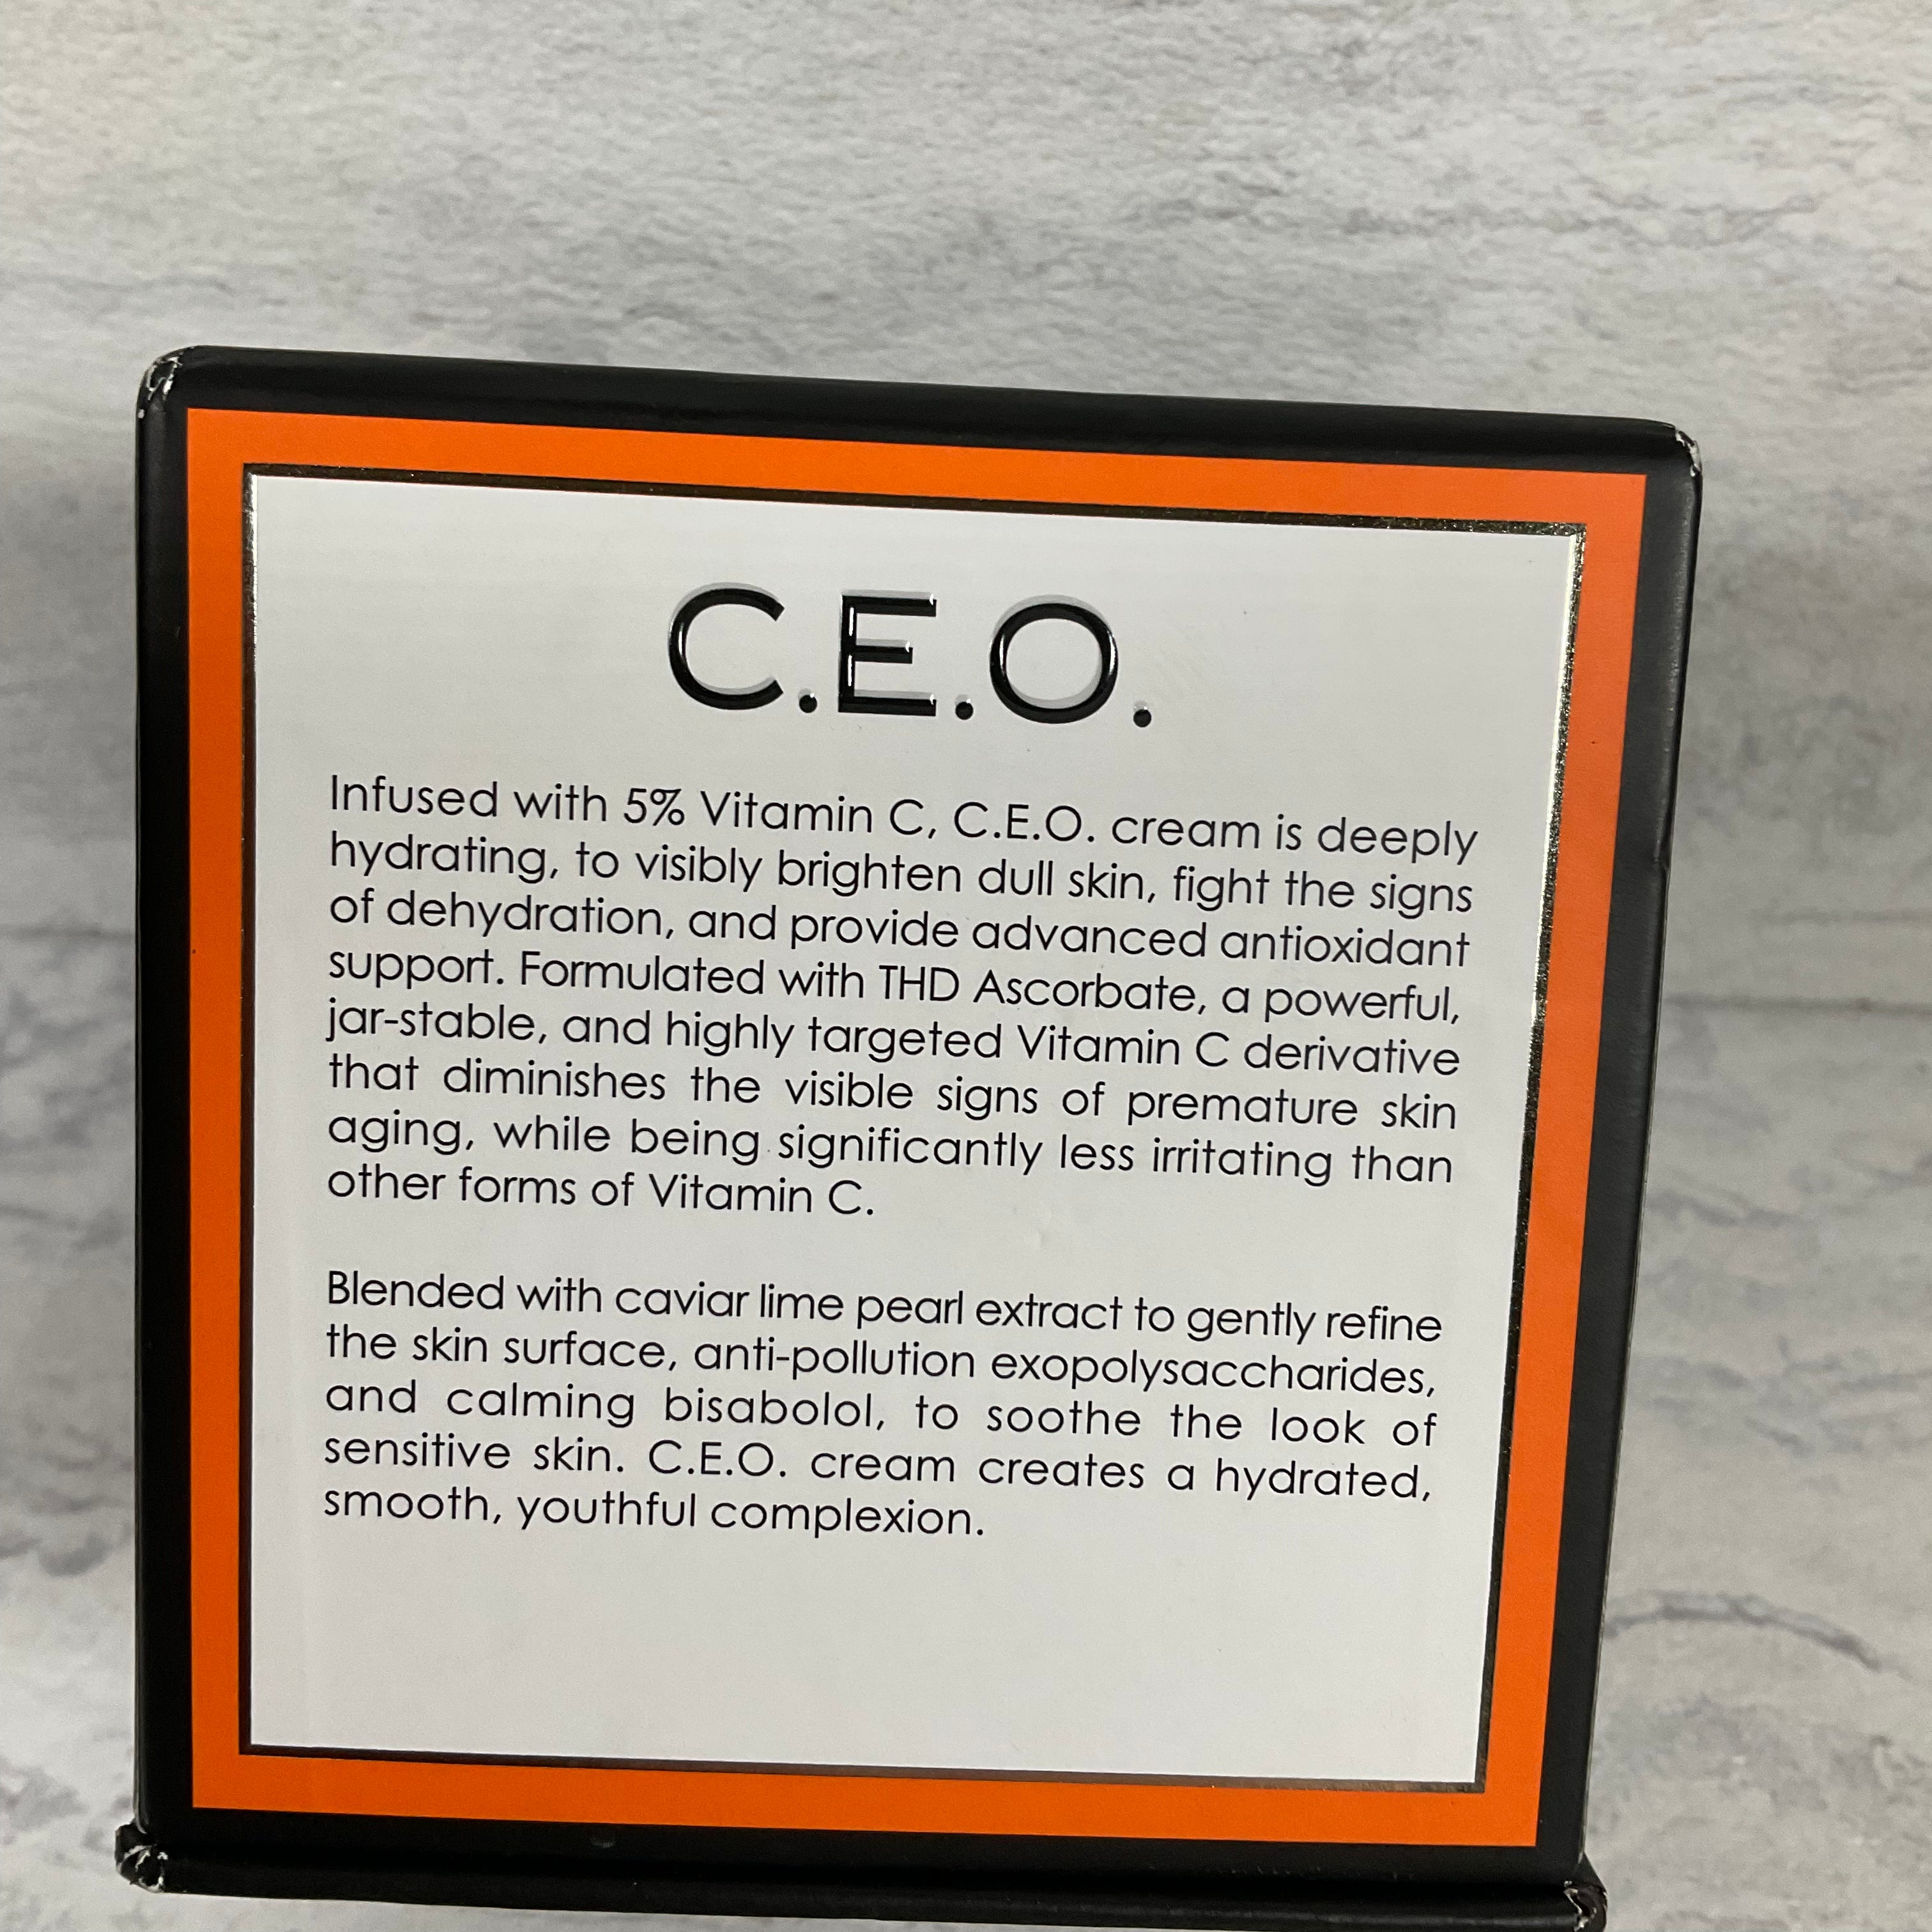 C.E.O.
Infused with 5% Vitamin C, C.E.O. cream is deeply
hydrating, to visibly brighten dull skin, fight the signs
of dehydration, and provide advanced antioxidant
support. Formulated with THD Ascorbate, a powerful,
jar-stable, and highly targeted Vitamin C derivative
that diminishes the visible signs of premature skin
aging, while being significantly less irritating than
other forms of Vitamin C.
Blended with caviar lime pearl extract to gently refine
the skin surface, anti-pollution exopolysaccharides,
and calming bisabolol, to soothe the look of
sensitive skin. C.E.O. cream creates a hydrated,
smooth, youthful complexion.